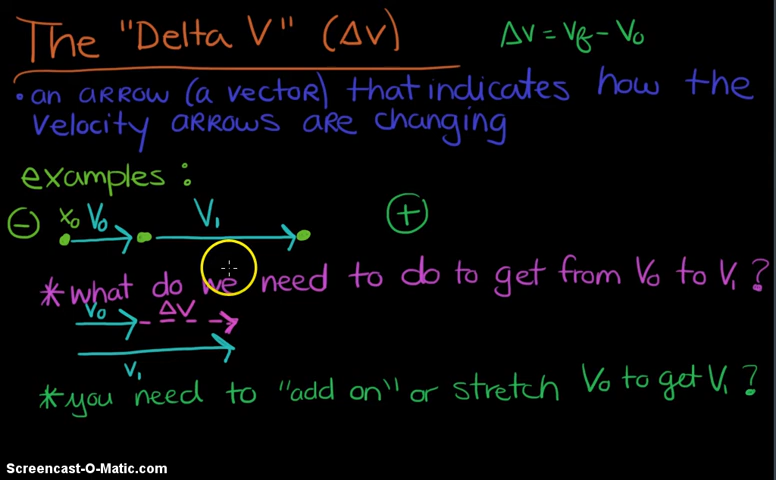 The "Delta V" (ΔV)
ΔV = Vf - V0
• an ARROW (a vector) that indicates how the
velocity ARROWS ARE changing
examples:
- X0 V0 V1 +
*what do we need to do to get from V0 to V1?
V0 ΔV
V1
*you need to "add on" or stretch V0 to get V1?
Screencast-O-Matic.com